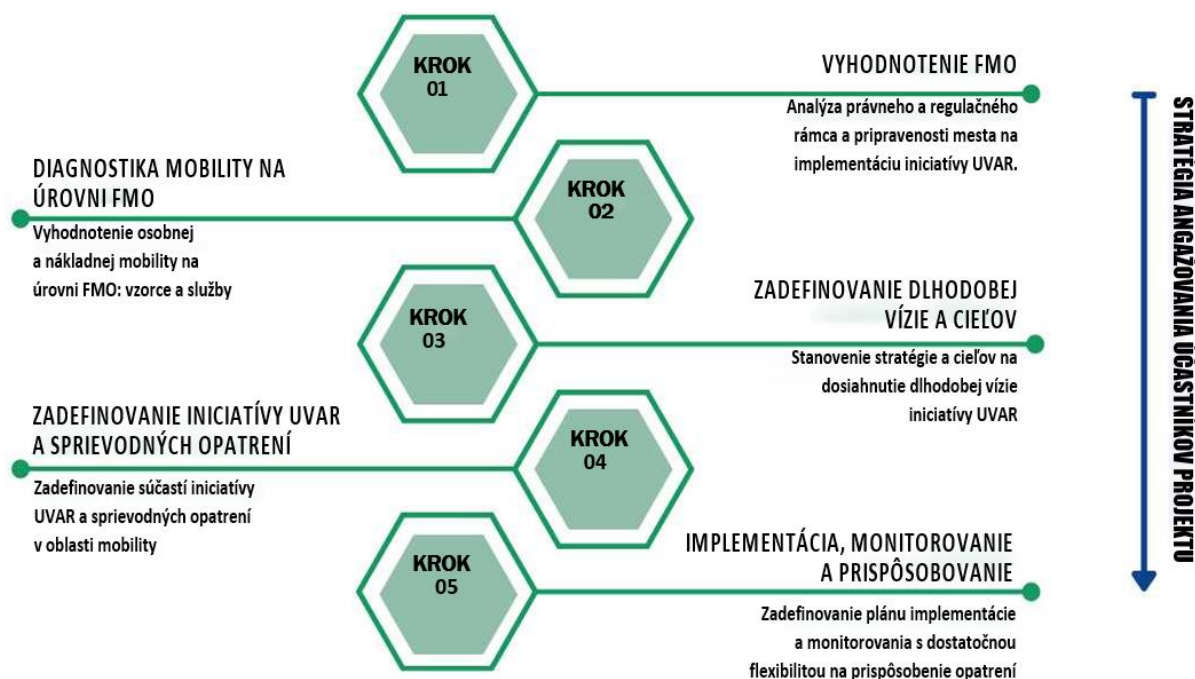 KROK
01
VYHODNOTENIE FMO
Analýza právneho a regulačného
rámca a pripravenosti mesta na
implementáciu iniciatívy UVAR.
KROK
02
DIAGNOSTIKA MOBILITY NA
ÚROVNI FMO
Vyhodnotenie osobnej
a nákladnej mobility na
úrovni FMO: vzorce a služby
KROK
03
ZADEFINOVANIE DLHODOBEJ
VÍZIE A CIEĽOV
Stanovenie stratégie a cieľov na
dosiahnutie dlhodobej vízie
iniciatívy UVAR
KROK
04
ZADEFINOVANIE INICIATÍVY UVAR
A SPRIEVODNÝCH OPATRENÍ
Zadefinovanie súčastí iniciatívy
UVAR a sprievodných opatrení
v oblasti mobility
KROK
05
IMPLEMENTÁCIA, MONITOROVANIE
A PRISPÔSOBOVANIE
Zadefinovanie plánu implementácie
a monitorovania s dostatočnou
flexibilitou na prispôsobenie opatrení
STRATÉGIA ANGAŽOVANIA ÚČASTNÍKOV PROJEKTU